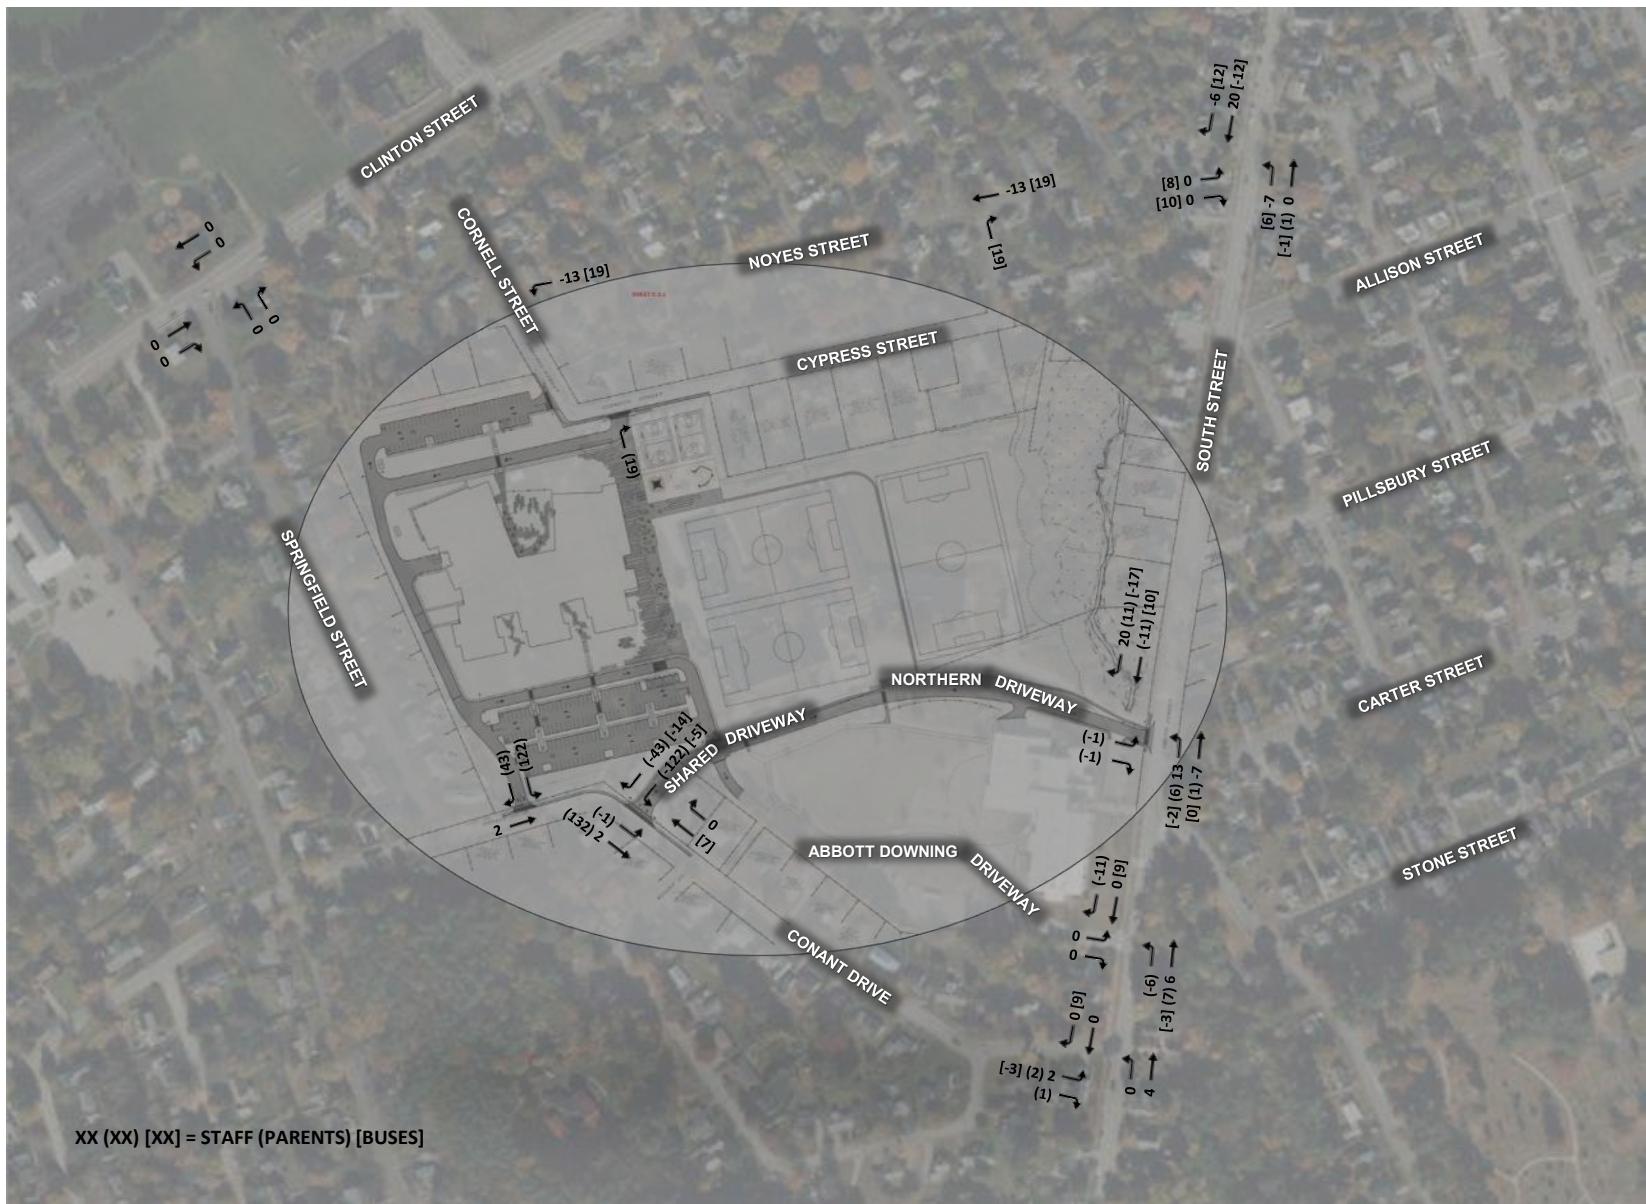 -6 [12]
20 [-12]
CLINTON STREET
-13 [19]
[8] 0
[10] 0
[6] -7
[-1] (1) 0
0
0
CORNELL STREET
NOYES STREET
[19]
ALLISON STREET
-13 [19]
0
0
0
0
CYPRESS STREET
SOUTH STREET
(19)
PILLSBURY STREET
SPRINGFIELD STREET
20 (11) [-17]
(-11) [10]
NORTHERN DRIVEWAY
CARTER STREET
(-43) [-14]
(-122) [-5]
SHARED DRIVEWAY
(-1)
(-1)
(43)
(122)
[-2] (6) 13
[0] (1) -7
2
(-1)
(132) 2
0
[7]
ABBOTT DOWNING DRIVEWAY
STONE STREET
(-11)
0 [9]
0
0
CONANT DRIVE
(-6)
[-3] (7) 6
0 [9]
0
[-3] (2) 2
(1)
0
4
XX (XX) [XX] = STAFF (PARENTS) [BUSES]